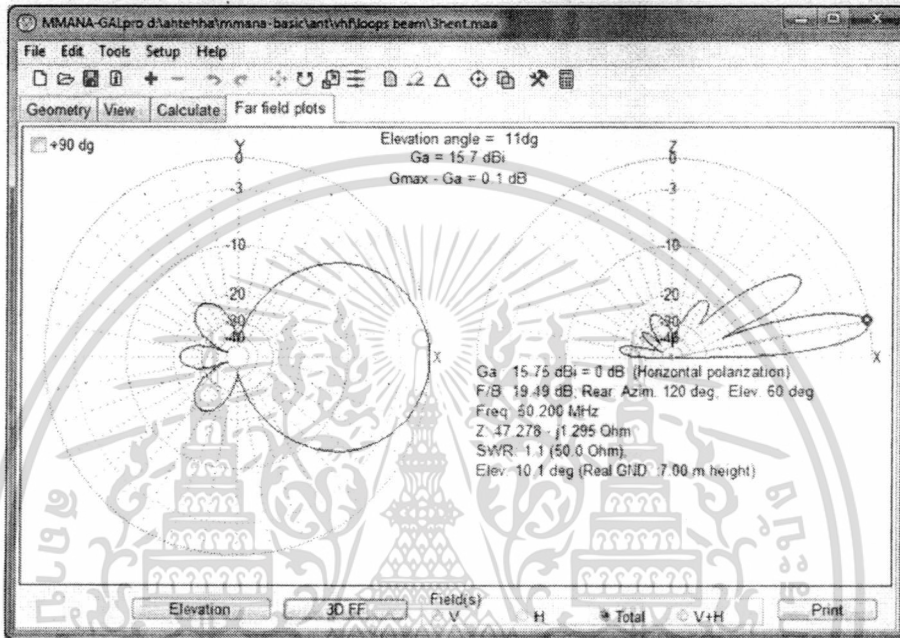 MMANA-GALpro d:\ahtehha\mmana-basic\ant\vhf\loops beam\3hent.maa
File Edit Tools Setup Help
Geometry View Calculate Far field plots
+90 dg
Elevation angle = 11dg
Ga = 15.7 dBi
Gmax - Ga = 0.1 dB
Y
0
-3
-10
-20
-30
X
Z
0
-3
-10
-20
-30
X
Ga : 15.75 dBi = 0 dB (Horizontal polarization)
F/B: 19.49 dB; Rear: Azim. 120 deg, Elev. 60 deg
Freq: 50.200 MHz
Z: 47.278 - j1.295 Ohm
SWR: 1.1 (50.0 Ohm),
Elev: 10.1 deg (Real GND :7.00 m height)
Elevation
3D FF
Field(s)
V
H
Total
V+H
Print